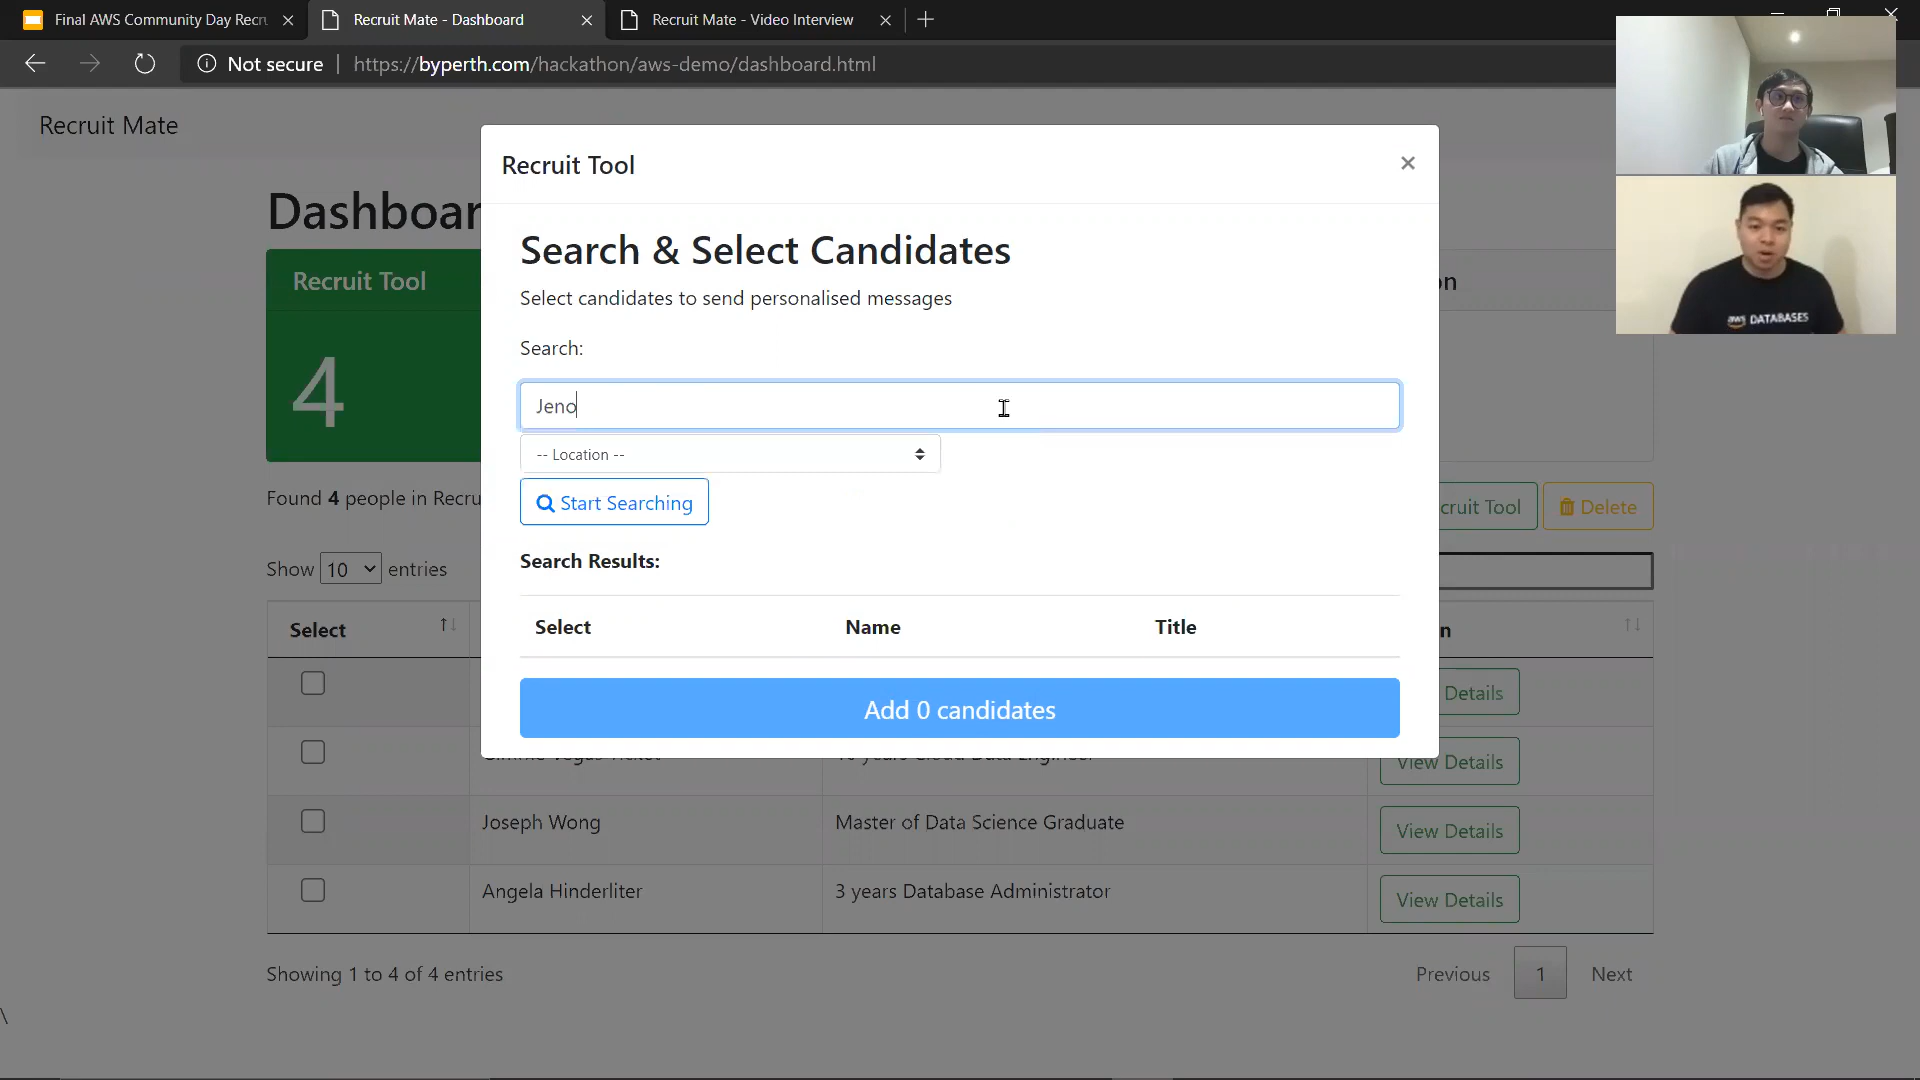 Final AWS Community Day Recru
Recruit Mate - Dashboard
Recruit Mate - Video Interview
Not secure | https://byperth.com/hackathon/aws-demo/dashboard.html
Recruit Mate
Recruit Tool
×
Dashboar
Search & Select Candidates
Select candidates to send personalised messages
Recruit Tool
on
aws DATABASES
Search:
4
Jeno
-- Location --
Found 4 people in Recru
Start Searching
cruit Tool
Delete
Search Results:
Show 10 entries
Select
Select Name Title
n
Details
Add 0 candidates
View Details
Joseph Wong
Master of Data Science Graduate
View Details
Angela Hinderliter
3 years Database Administrator
View Details
Showing 1 to 4 of 4 entries
Previous 1 Next
\